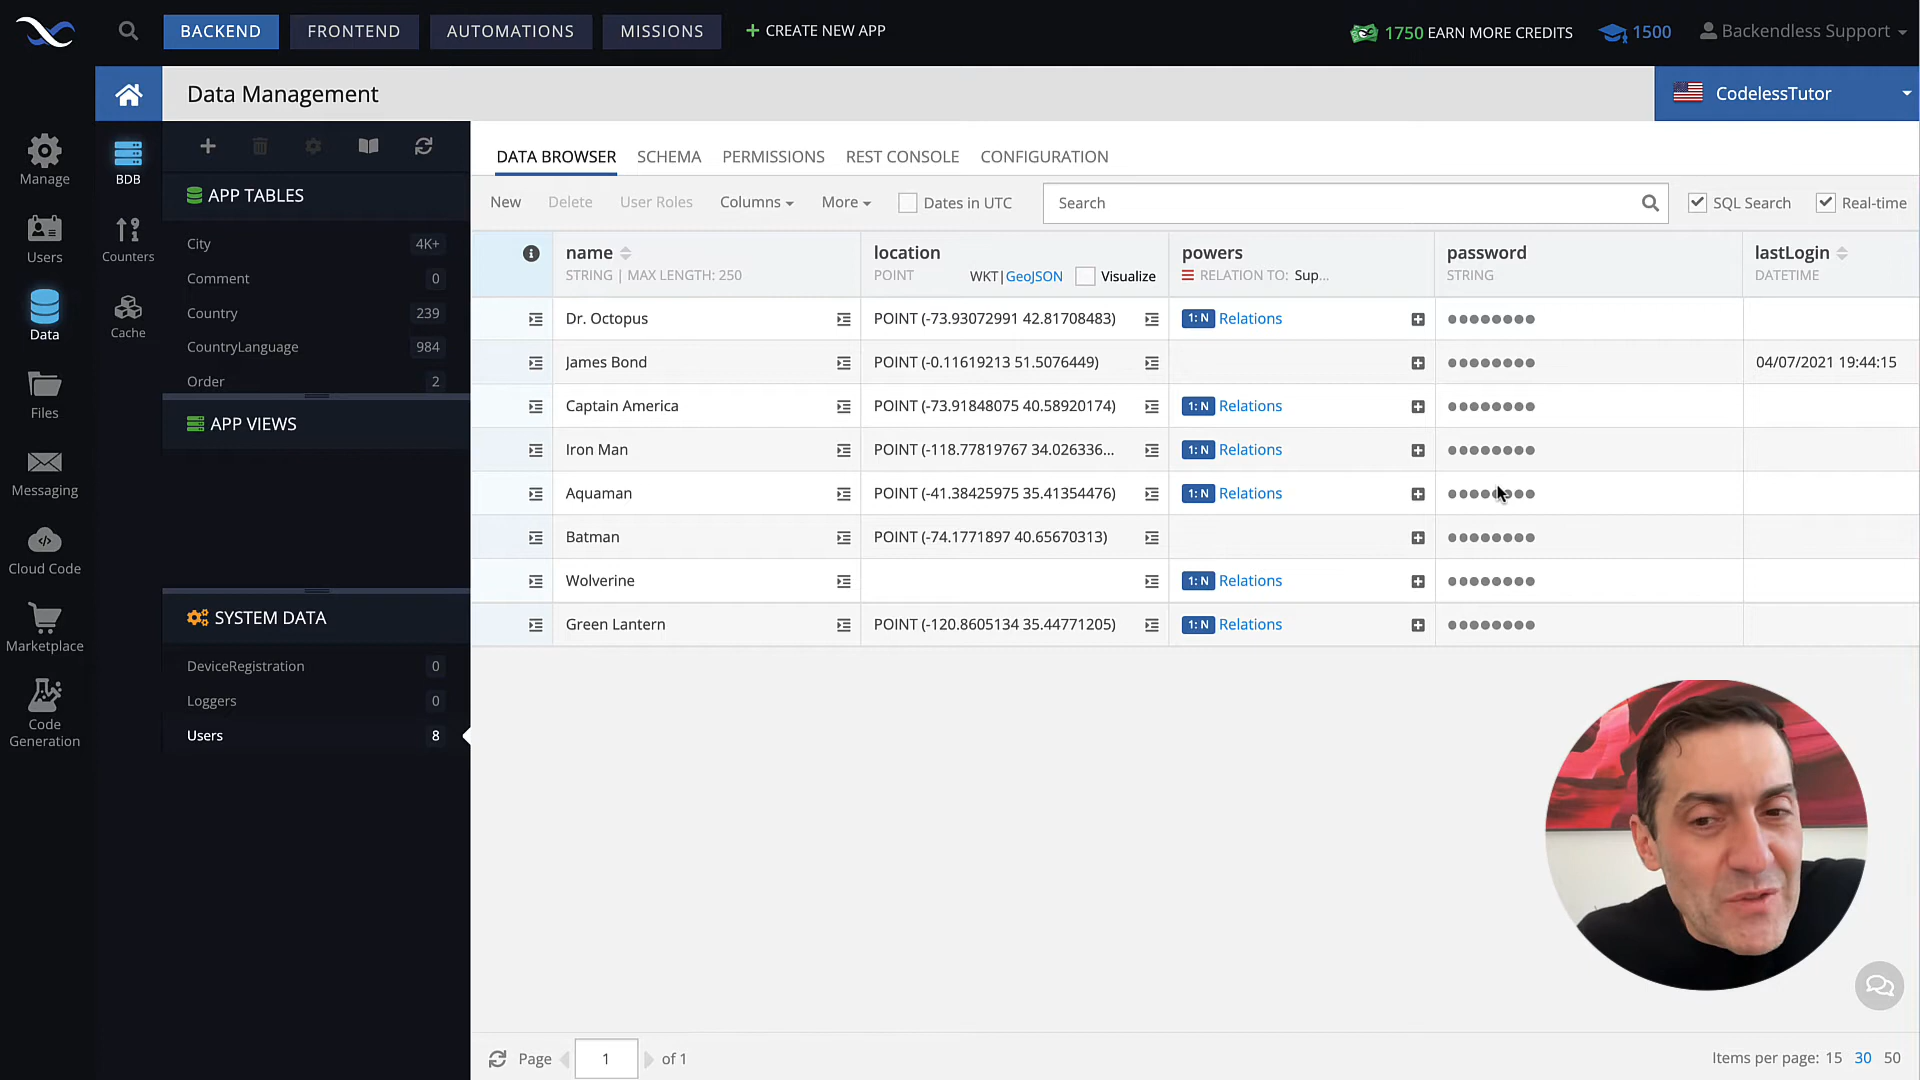 BACKEND FRONTEND AUTOMATIONS MISSIONS + CREATE NEW APP 1750 EARN MORE CREDITS 1500 Backendless Support
Data Management CodelessTutor
Manage
Users
Data
Files
Messaging
Cloud Code
Marketplace
Code
Generation
BDB
Counters
Cache
APP TABLES
City 4K+
Comment 0
Country 239
CountryLanguage 984
Order 2
APP VIEWS
SYSTEM DATA
DeviceRegistration 0
Loggers 0
Users 8
DATA BROWSER SCHEMA PERMISSIONS REST CONSOLE CONFIGURATION
New Delete User Roles Columns More Dates in UTC Search SQL Search Real-time
name location powers password lastLogin
STRING | MAX LENGTH: 250 POINT WKT|GeoJSON Visualize RELATION TO: Sup... STRING DATETIME
Dr. Octopus POINT (-73.93072991 42.81708483) 1: N Relations ●●●●●●●●
James Bond POINT (-0.11619213 51.5076449) ●●●●●●●● 04/07/2021 19:44:15
Captain America POINT (-73.91848075 40.58920174) 1: N Relations ●●●●●●●●
Iron Man POINT (-118.77819767 34.026336... 1: N Relations ●●●●●●●●
Aquaman POINT (-41.38425975 35.41354476) 1: N Relations ●●●●●●●●
Batman POINT (-74.1771897 40.65670313) ●●●●●●●●
Wolverine 1: N Relations ●●●●●●●●
Green Lantern POINT (-120.8605134 35.44771205) 1: N Relations ●●●●●●●●
Page 1 of 1 Items per page: 15 30 50